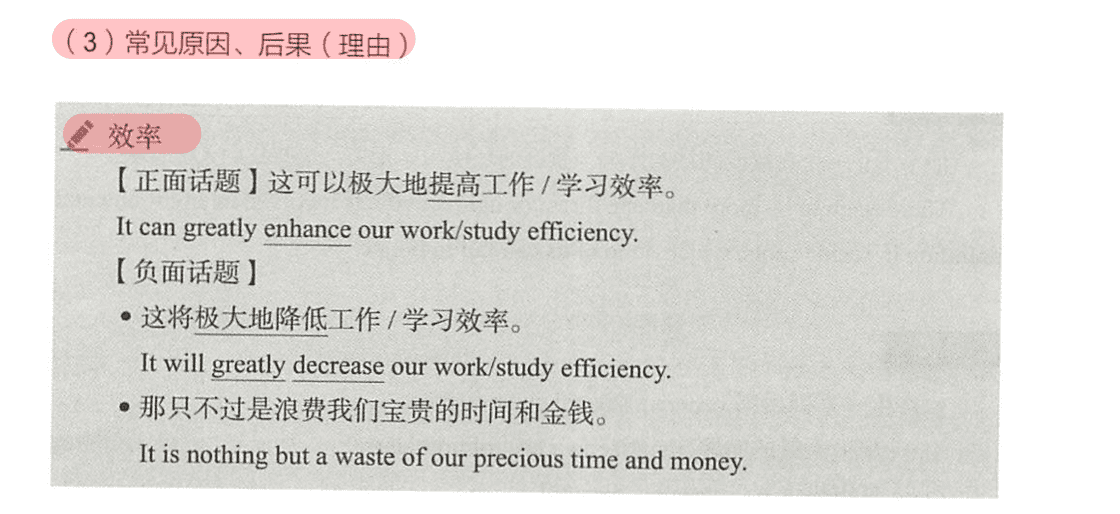 （3）常见原因、后果（理由）
效率
【正面话题】这可以极大地提高工作/学习效率。
It can greatly enhance our work/study efficiency.
【负面话题】
• 这将极大地降低工作/学习效率。
It will greatly decrease our work/study efficiency.
• 那只不过是浪费我们宝贵的时间和金钱。
It is nothing but a waste of our precious time and money.